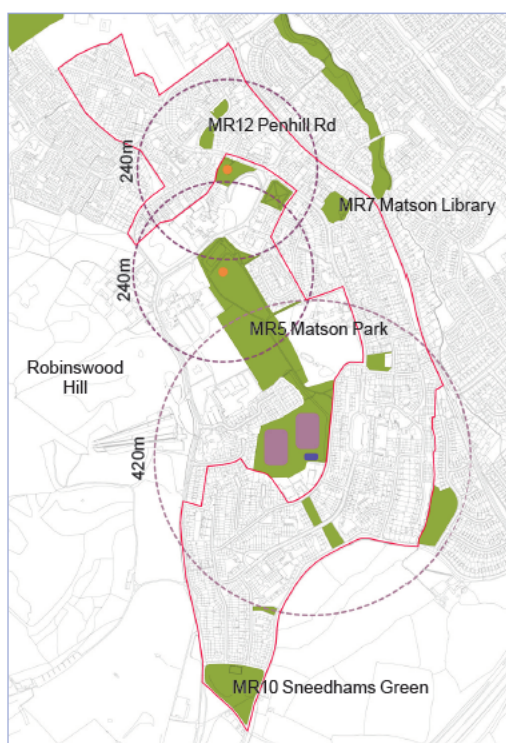 MR12 Penhill Rd
240m
MR7 Matson Library
240m
MR5 Matson Park
Robinswood
Hill
420m
MR10 Sneedhams Green